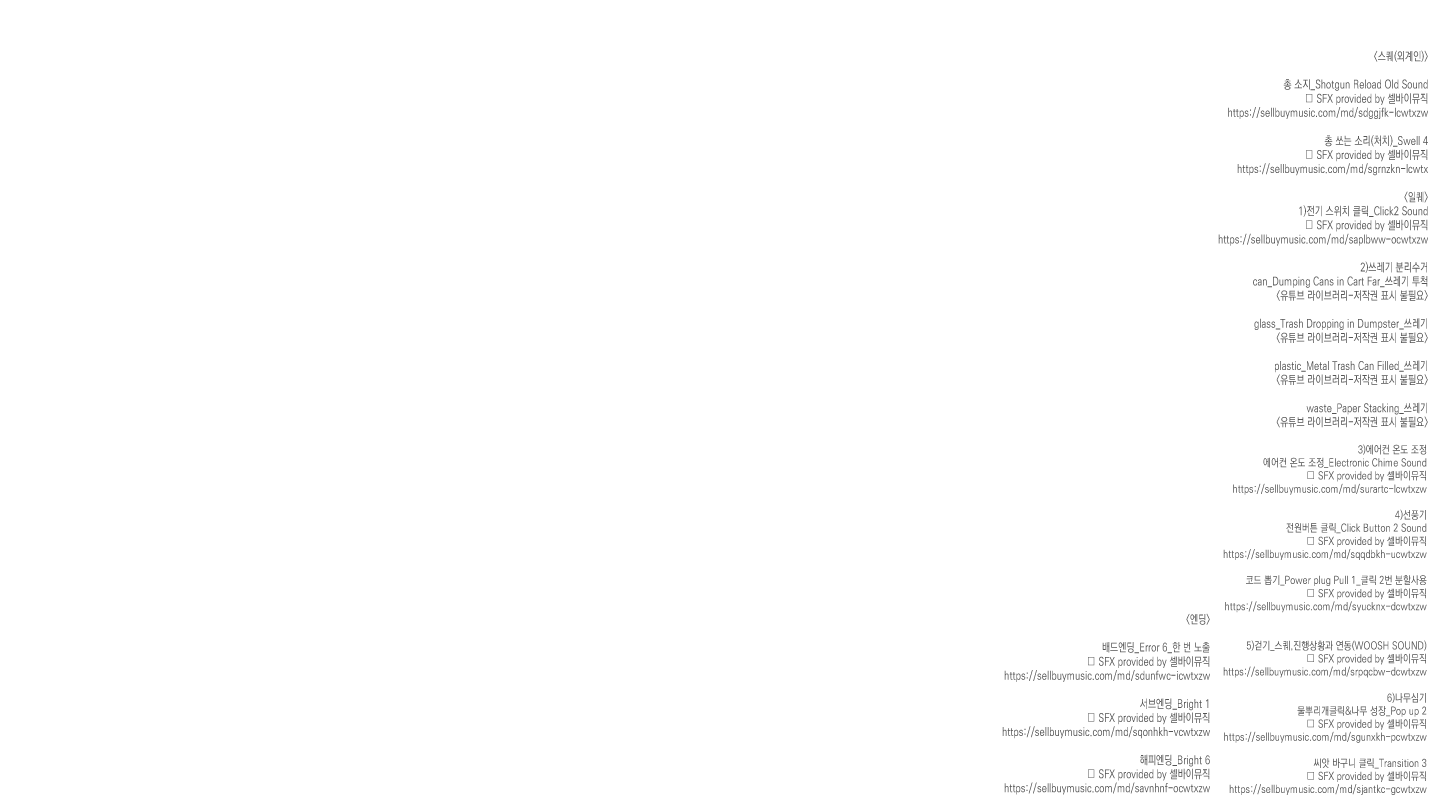 〈스퀘(외계인)〉
총 소지_Shotgun Reload Old Sound
□ SFX provided by 셀바이뮤직
https://sellbuymusic.com/md/sdggjfk-lcwtxzw
총 쏘는 소리(처치)_Swell 4
□ SFX provided by 셀바이뮤직
https://sellbuymusic.com/md/sgrnzkn-lcwtx
〈일퀘〉
1)전기 스위치 클릭_Click2 Sound
□ SFX provided by 셀바이뮤직
https://sellbuymusic.com/md/saplbww-ocwtxzw
2)쓰레기 분리수거
can_Dumping Cans in Cart Far_쓰레기 투척
〈유튜브 라이브러리-저작권 표시 불필요〉
glass_Trash Dropping in Dumpster_쓰레기
〈유튜브 라이브러리-저작권 표시 불필요〉
plastic_Metal Trash Can Filled_쓰레기
〈유튜브 라이브러리-저작권 표시 불필요〉
waste_Paper Stacking_쓰레기
〈유튜브 라이브러리-저작권 표시 불필요〉
3)에어컨 온도 조정
에어컨 온도 조정_Electronic Chime Sound
□ SFX provided by 셀바이뮤직
https://sellbuymusic.com/md/surartc-lcwtxzw
4)선풍기
전원버튼 클릭_Click Button 2 Sound
□ SFX provided by 셀바이뮤직
https://sellbuymusic.com/md/sqqdbkh-ucwtxzw
코드 뽑기_Power plug Pull 1_클릭 2번 분할사용
□ SFX provided by 셀바이뮤직
https://sellbuymusic.com/md/syucknx-dcwtxzw
5)걷기_스퀘,진행상황과 연동(WOOSH SOUND)
□ SFX provided by 셀바이뮤직
https://sellbuymusic.com/md/srpqcbw-dcwtxzw
6)나무심기
물뿌리개클릭&나무 성장_Pop up 2
□ SFX provided by 셀바이뮤직
https://sellbuymusic.com/md/sgunxkh-pcwtxzw
씨앗 바구니 클릭_Transition 3
□ SFX provided by 셀바이뮤직
https://sellbuymusic.com/md/sjantkc-gcwtxzw
〈엔딩〉
배드엔딩_Error 6_한 번 노출
□ SFX provided by 셀바이뮤직
https://sellbuymusic.com/md/sdunfwc-icwtxzw
서브엔딩_Bright 1
□ SFX provided by 셀바이뮤직
https://sellbuymusic.com/md/sqonhkh-vcwtxzw
해피엔딩_Bright 6
□ SFX provided by 셀바이뮤직
https://sellbuymusic.com/md/savnhnf-ocwtxzw